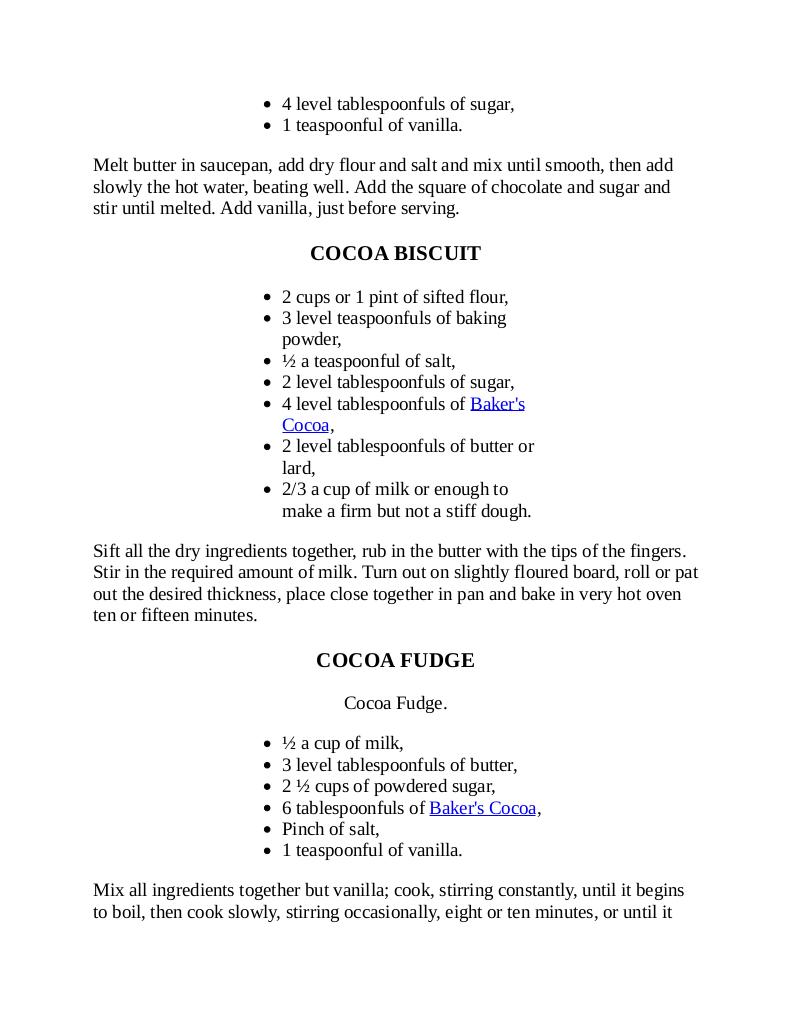 • 4 level tablespoonfuls of sugar,
• 1 teaspoonful of vanilla.
Melt butter in saucepan, add dry flour and salt and mix until smooth, then add
slowly the hot water, beating well. Add the square of chocolate and sugar and
stir until melted. Add vanilla, just before serving.
COCOA BISCUIT
• 2 cups or 1 pint of sifted flour,
• 3 level teaspoonfuls of baking
powder,
• ½ a teaspoonful of salt,
• 2 level tablespoonfuls of sugar,
• 4 level tablespoonfuls of Baker's
Cocoa,
• 2 level tablespoonfuls of butter or
lard,
• 2/3 a cup of milk or enough to
make a firm but not a stiff dough.
Sift all the dry ingredients together, rub in the butter with the tips of the fingers.
Stir in the required amount of milk. Turn out on slightly floured board, roll or pat
out the desired thickness, place close together in pan and bake in very hot oven
ten or fifteen minutes.
COCOA FUDGE
Cocoa Fudge.
• ½ a cup of milk,
• 3 level tablespoonfuls of butter,
• 2 ½ cups of powdered sugar,
• 6 tablespoonfuls of Baker's Cocoa,
• Pinch of salt,
• 1 teaspoonful of vanilla.
Mix all ingredients together but vanilla; cook, stirring constantly, until it begins
to boil, then cook slowly, stirring occasionally, eight or ten minutes, or until it